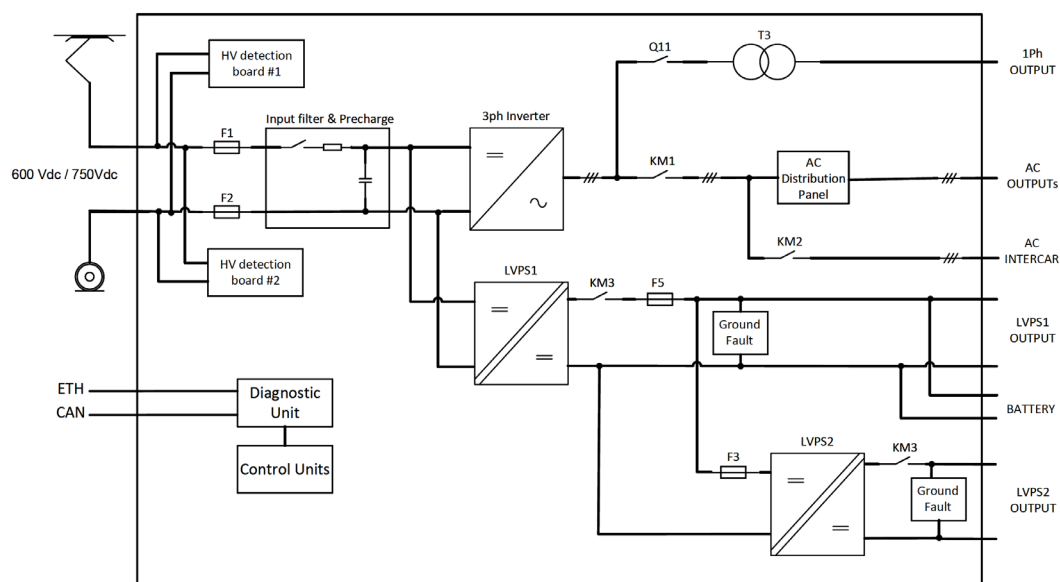 HV detection
board #1
Q11
T3
1Ph
OUTPUT
F1
Input filter & Precharge
3ph Inverter
600 Vdc / 750Vdc
KM1
AC
Distribution
Panel
AC
OUTPUTs
F2
HV detection
board #2
KM2
AC
INTERCAR
LVPS1
KM3
F5
Ground
Fault
LVPS1
OUTPUT
ETH
CAN
Diagnostic
Unit
BATTERY
Control Units
F3
LVPS2
KM3
Ground
Fault
LVPS2
OUTPUT